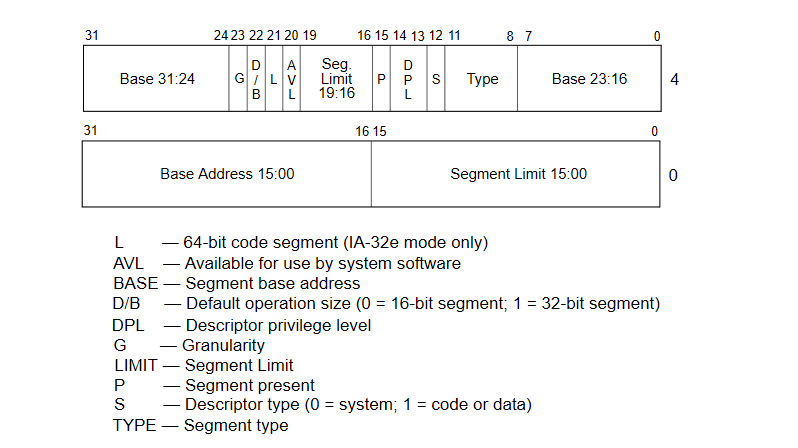 31 24 23 22 21 20 19 16 15 14 13 12 11 8 7 0
Base 31:24 G D/B L AVL Seg. Limit 19:16 P DPL S Type Base 23:16 4
31 16 15 0
Base Address 15:00 Segment Limit 15:00 0
L — 64-bit code segment (IA-32e mode only)
AVL — Available for use by system software
BASE — Segment base address
D/B — Default operation size (0 = 16-bit segment; 1 = 32-bit segment)
DPL — Descriptor privilege level
G — Granularity
LIMIT — Segment Limit
P — Segment present
S — Descriptor type (0 = system; 1 = code or data)
TYPE — Segment type